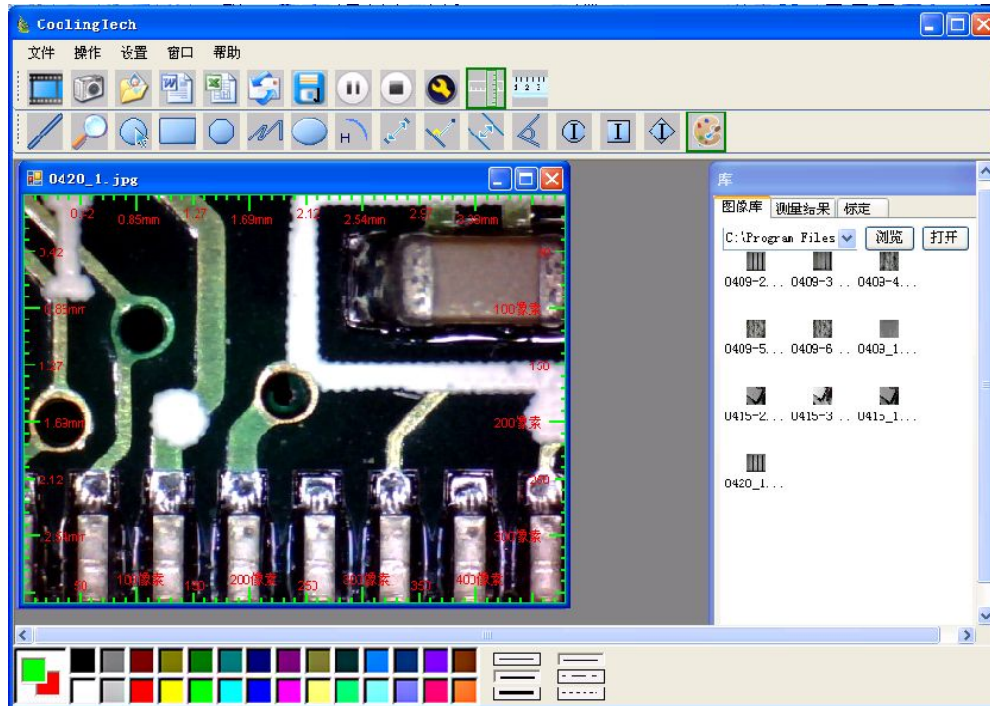 CoolingTech
文件 操作 设置 窗口 帮助
1 2 3
0420_1.jpg
0.42 0.85mm 1.27 1.69mm 2.12 2.54mm 2.97 3.39mm
0.42
0.85mm
100像素
1.27
150
1.69mm
200像素
2.12
250
2.54mm
300像素
50 100像素 150 200像素 250 300像素 350 400像素
库
图像库 测量结果 标定
C:\Program Files 浏览 打开
0409-2... 0409-3 .. 0409-4...
0409-5... 0409-6 .. 0409_1...
0415-2... 0415-3 .. 0415_1...
0420_1...